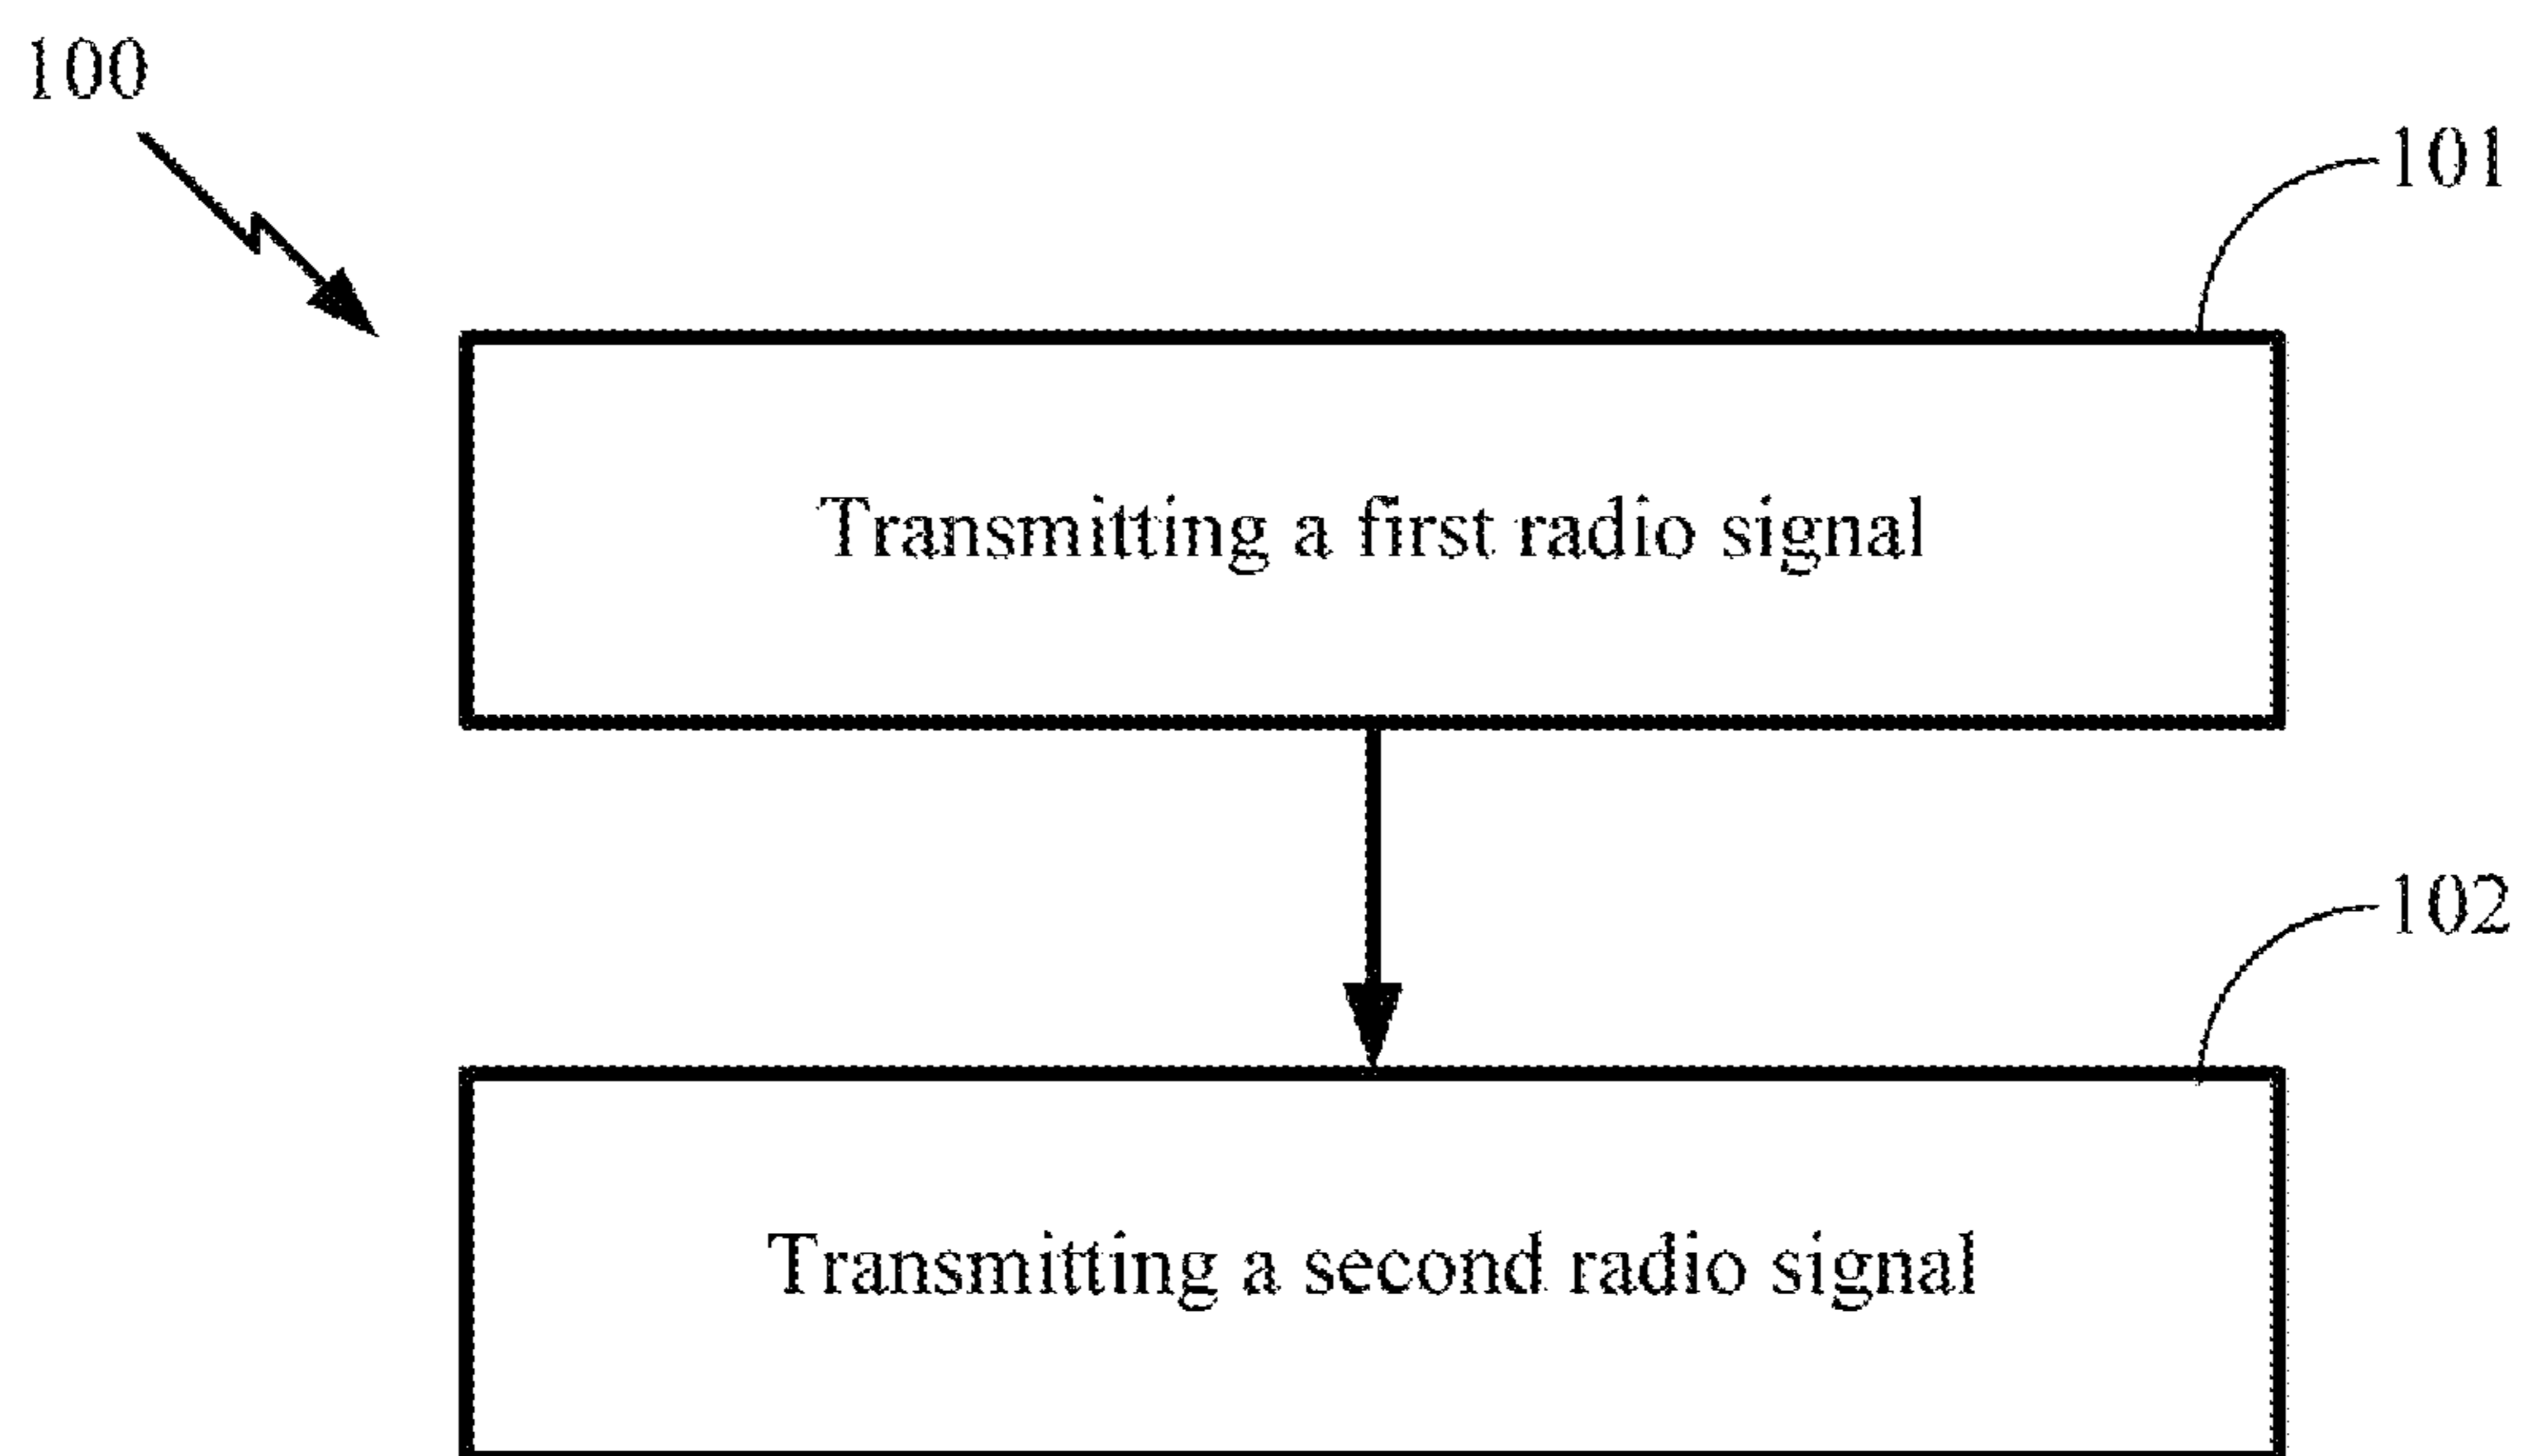 100
101
Transmitting a first radio signal
102
Transmitting a second radio signal